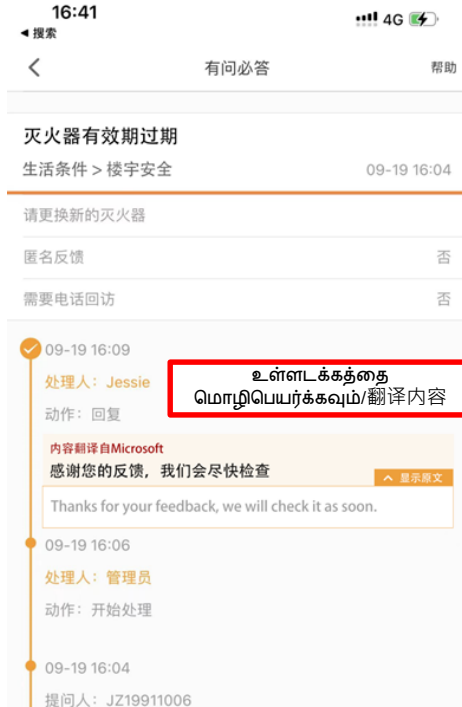 16:41
4G
搜索
有问必答
帮助
灭火器有效期过期
生活条件 > 楼宇安全
09-19 16:04
请更换新的灭火器
匿名反馈
否
需要电话回访
否
09-19 16:09
处理人：Jessie
动作：回复
உள்ளடக்கத்தை
மொழிபெயர்க்கவும்/翻译内容
内容翻译自Microsoft
感谢您的反馈，我们会尽快检查
显示原文
Thanks for your feedback, we will check it as soon.
09-19 16:06
处理人：管理员
动作：开始处理
09-19 16:04
提问人：JZ19911006